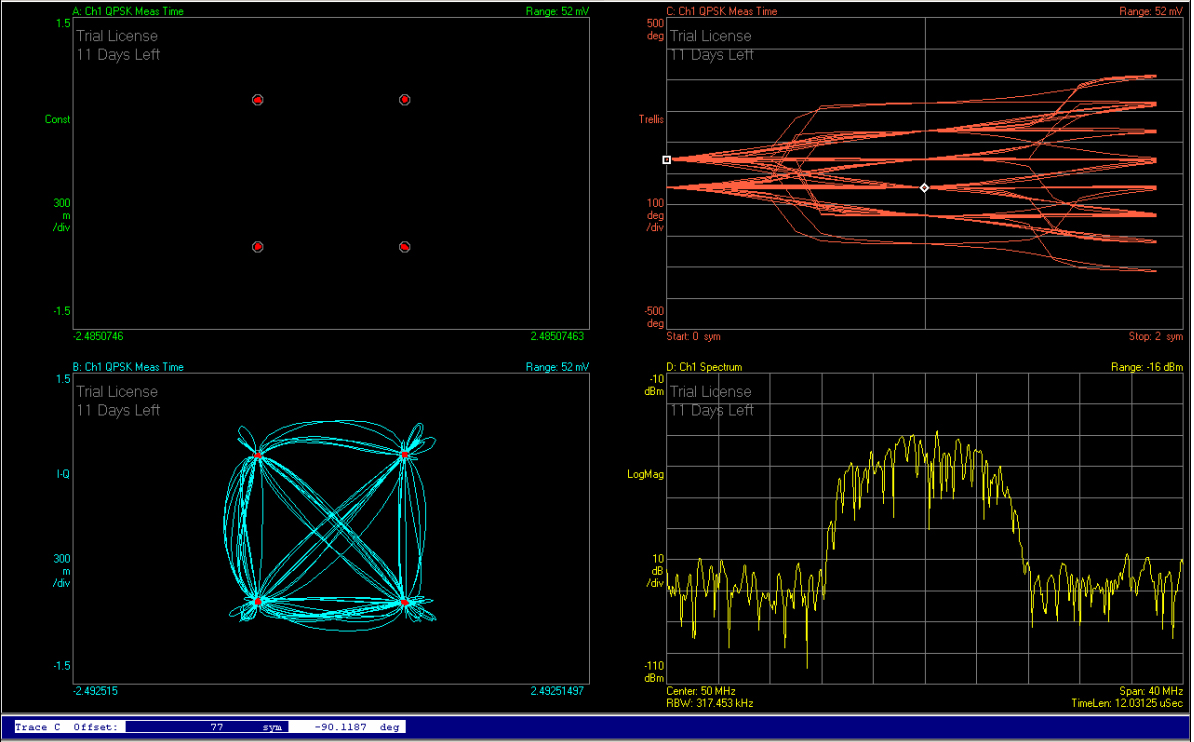 A: Ch1 QPSK Meas Time Range: 52 mV
1.5
Trial License
11 Days Left
Const
300
m
/div
-1.5
-2.4850746 2.48507463
C: Ch1 QPSK Meas Time Range: 52 mV
500
deg
Trial License
11 Days Left
Trellis
100
deg
/div
-500
deg
Start: 0 sym Stop: 2 sym
B: Ch1 QPSK Meas Time Range: 52 mV
1.5
Trial License
11 Days Left
I-Q
300
m
/div
-1.5
-2.492515 2.49251497
D: Ch1 Spectrum Range: -16 dBm
-10
dBm
Trial License
11 Days Left
LogMag
10
dB
/div
-110
dBm
Center: 50 MHz Span: 40 MHz
RBW: 317.453 kHz TimeLen: 12.03125 uSec
Trace C Offset: 77 sym -90.1187 deg